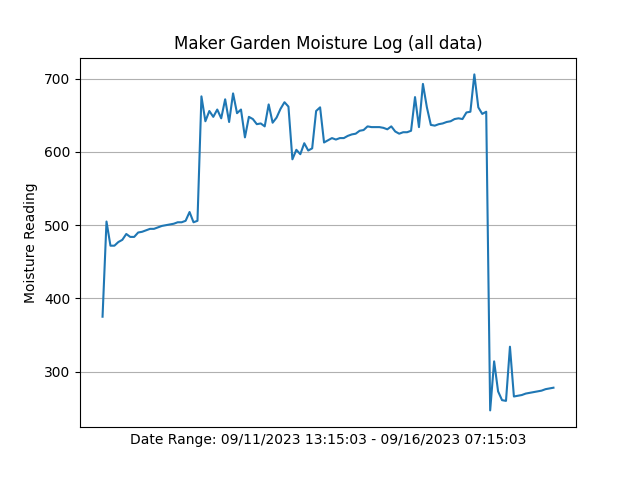 Maker Garden Moisture Log (all data)
700
600
500
400
300
Moisture Reading
Date Range: 09/11/2023 13:15:03 - 09/16/2023 07:15:03